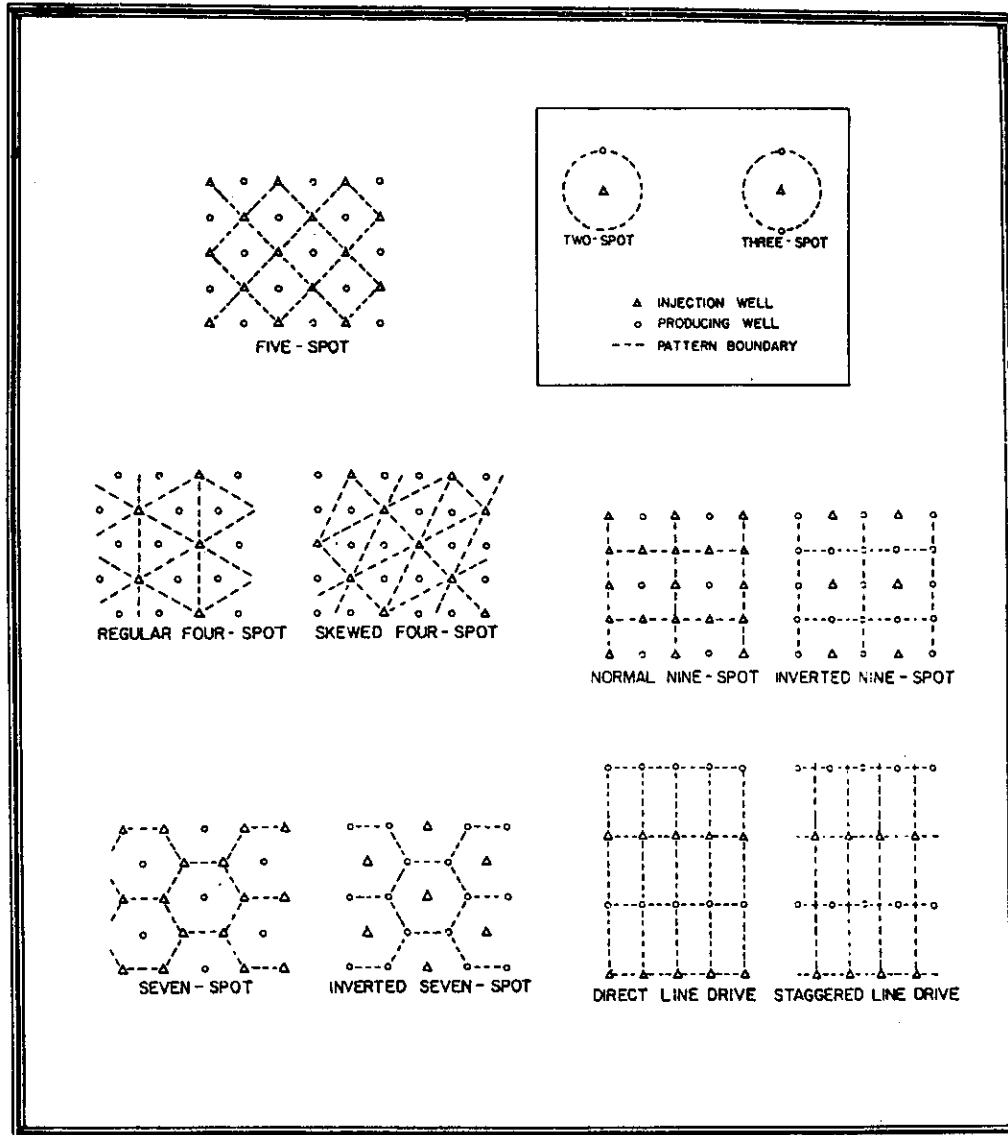 TWO-SPOT
THREE-SPOT
INJECTION WELL
PRODUCING WELL
PATTERN BOUNDARY
FIVE-SPOT
REGULAR FOUR-SPOT
SKEWED FOUR-SPOT
NORMAL NINE-SPOT
INVERTED NINE-SPOT
SEVEN-SPOT
INVERTED SEVEN-SPOT
DIRECT LINE DRIVE
STAGGERED LINE DRIVE